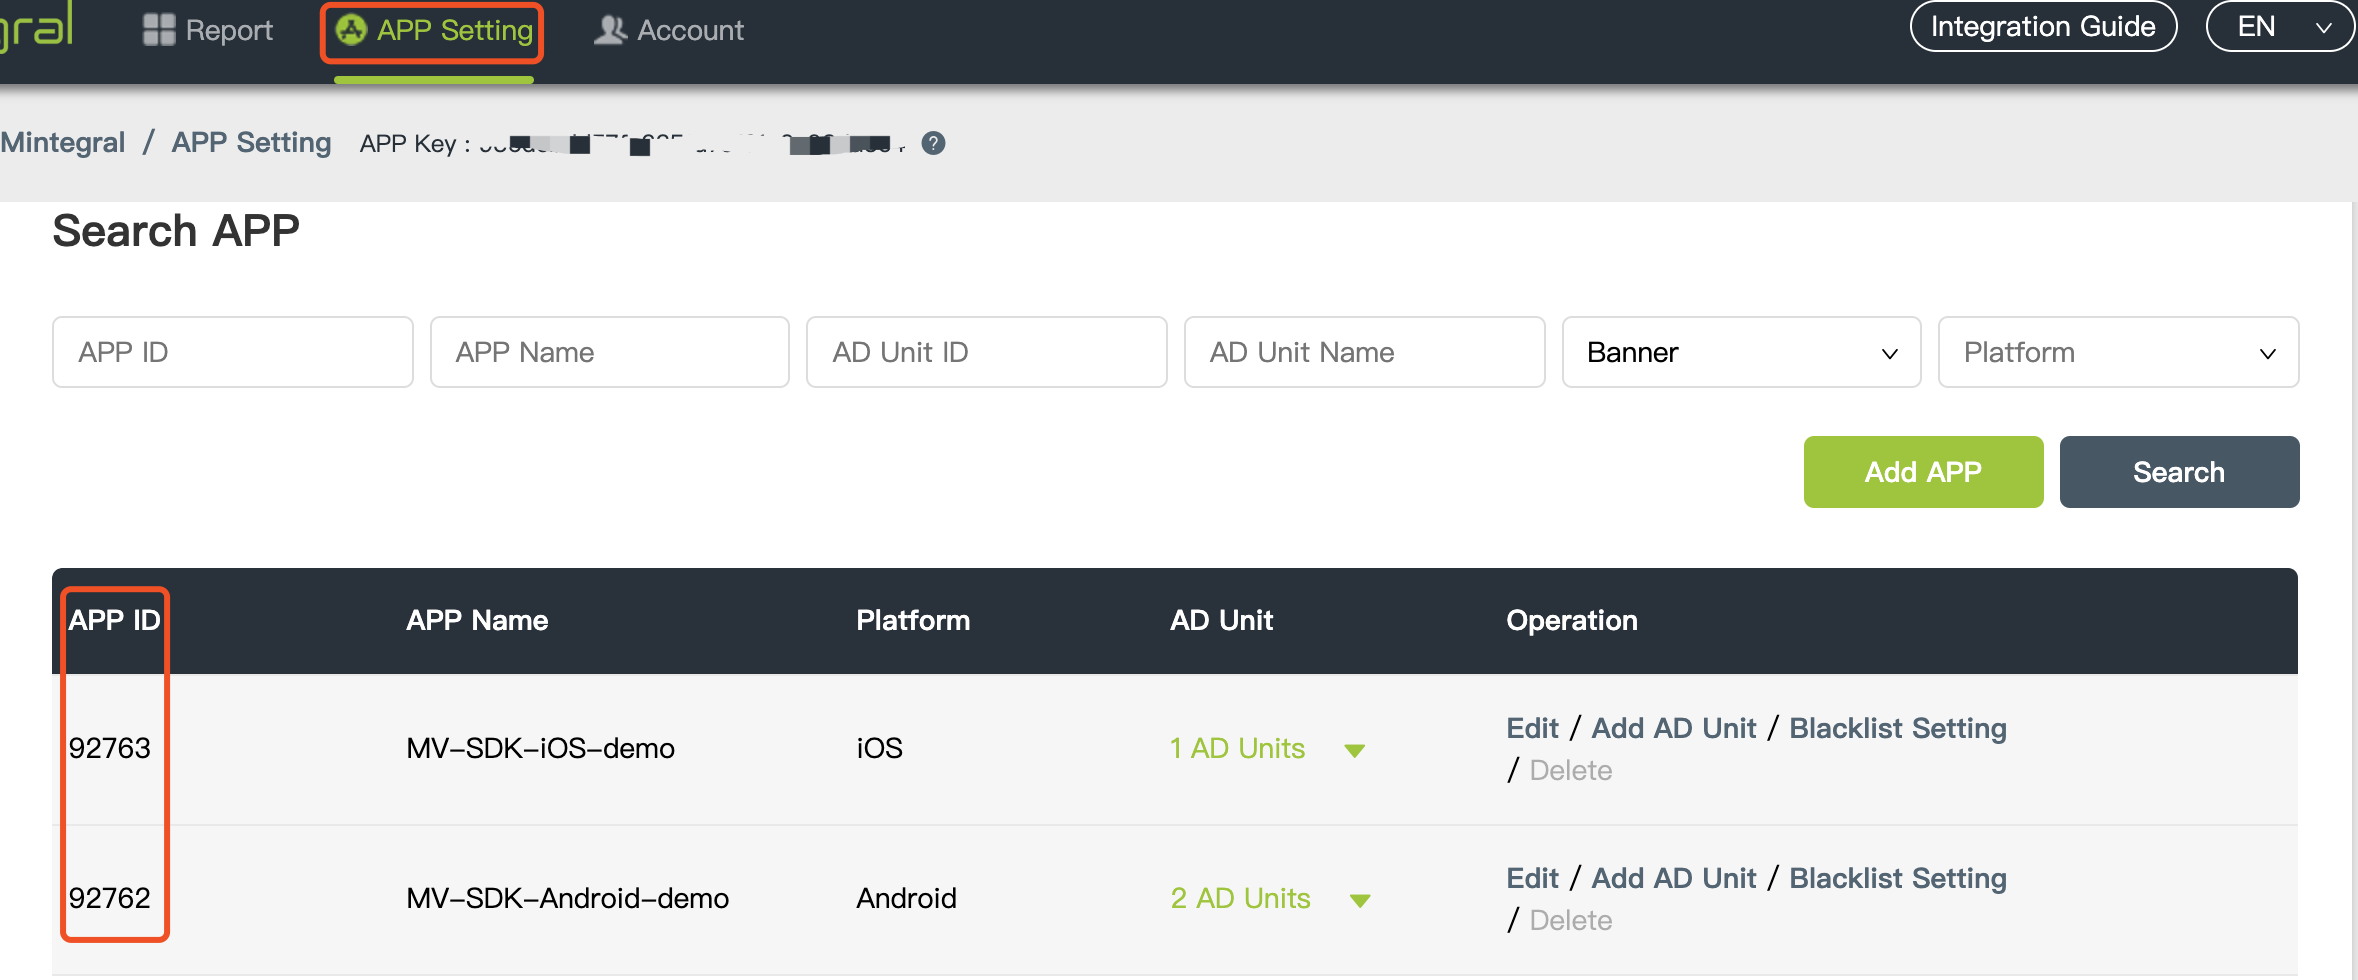 gral
Report
APP Setting
Account
Integration Guide
EN
Mintegral / APP Setting APP Key :
?
Search APP
APP ID
APP Name
AD Unit ID
AD Unit Name
Banner
Platform
Add APP
Search
APP ID APP Name Platform AD Unit Operation
92763 MV-SDK-iOS-demo iOS 1 AD Units Edit / Add AD Unit / Blacklist Setting
/ Delete
92762 MV-SDK-Android-demo Android 2 AD Units Edit / Add AD Unit / Blacklist Setting
/ Delete